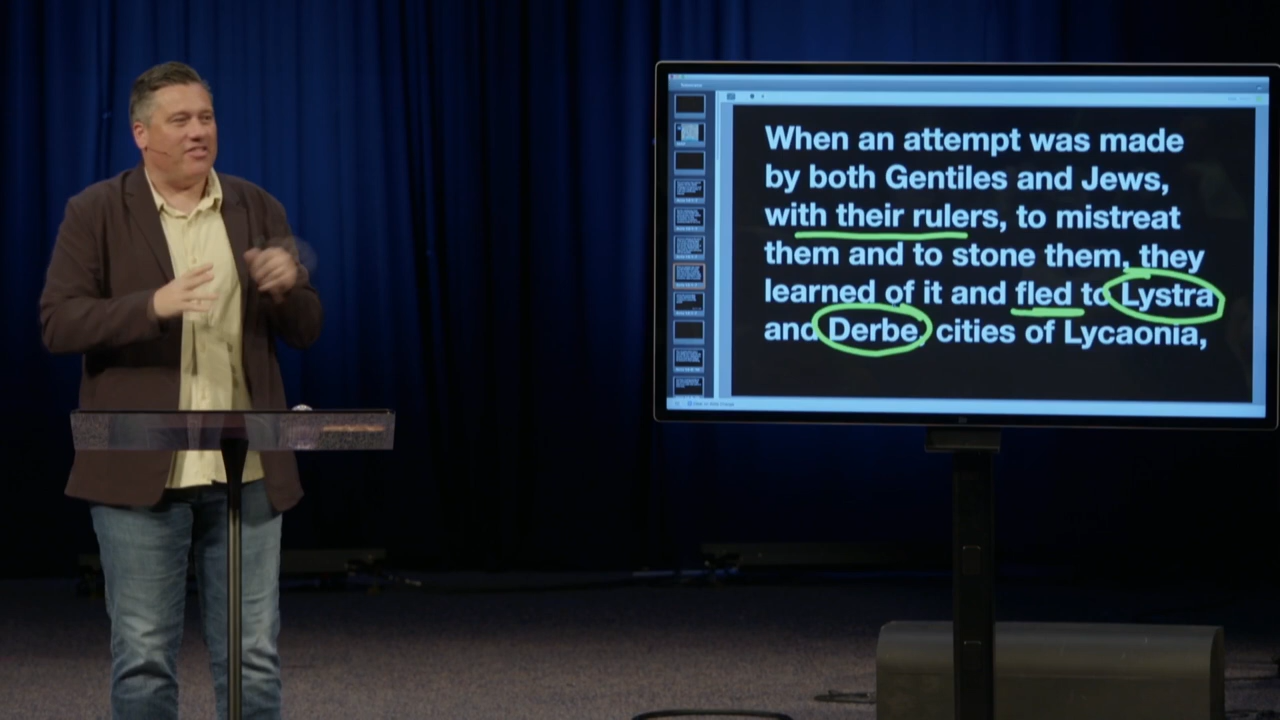 When an attempt was made
by both Gentiles and Jews,
with their rulers, to mistreat
them and to stone them, they
learned of it and fled to Lystra
and Derbe, cities of Lycaonia,